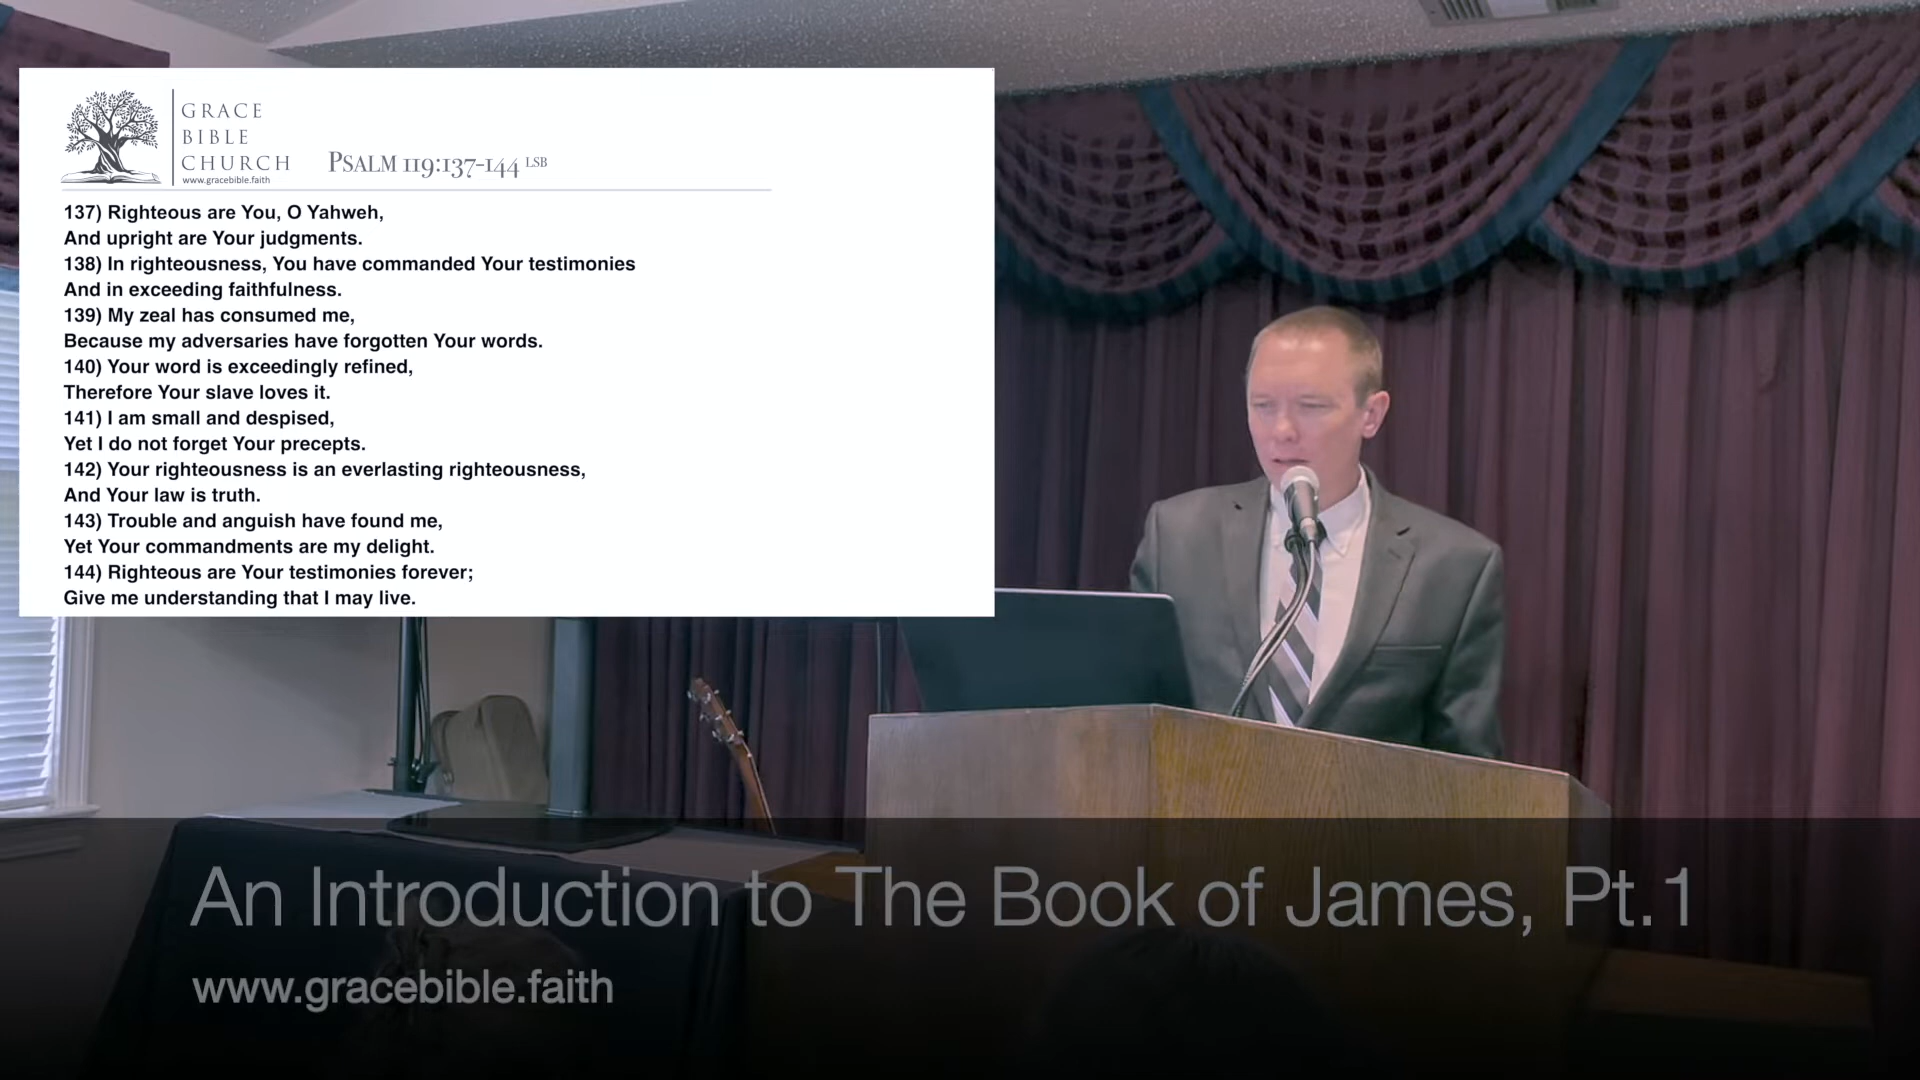 GRACE
BIBLE
CHURCH
www.gracebible.faith
PSALM 119:137-144 LSB
137) Righteous are You, O Yahweh,
And upright are Your judgments.
138) In righteousness, You have commanded Your testimonies
And in exceeding faithfulness.
139) My zeal has consumed me,
Because my adversaries have forgotten Your words.
140) Your word is exceedingly refined,
Therefore Your slave loves it.
141) I am small and despised,
Yet I do not forget Your precepts.
142) Your righteousness is an everlasting righteousness,
And Your law is truth.
143) Trouble and anguish have found me,
Yet Your commandments are my delight.
144) Righteous are Your testimonies forever;
Give me understanding that I may live.
An Introduction to The Book of James, Pt.1
www.gracebible.faith